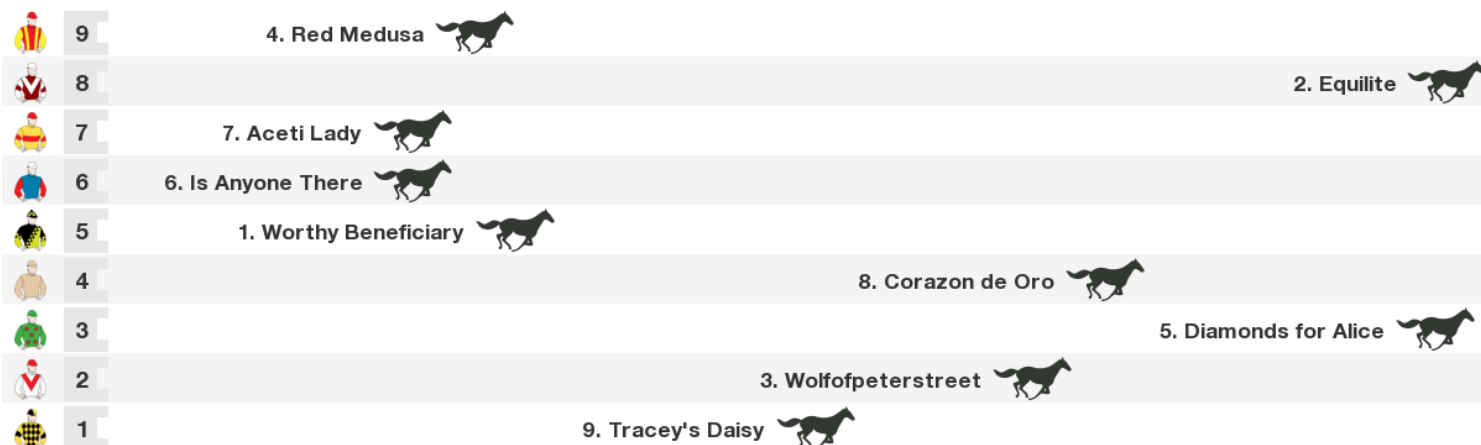 9 4. Red Medusa
8 2. Equilite
7 7. Aceti Lady
6 6. Is Anyone There
5 1. Worthy Beneficiary
4 8. Corazon de Oro
3 5. Diamonds for Alice
2 3. Wolfofpeterstreet
1 9. Tracey's Daisy